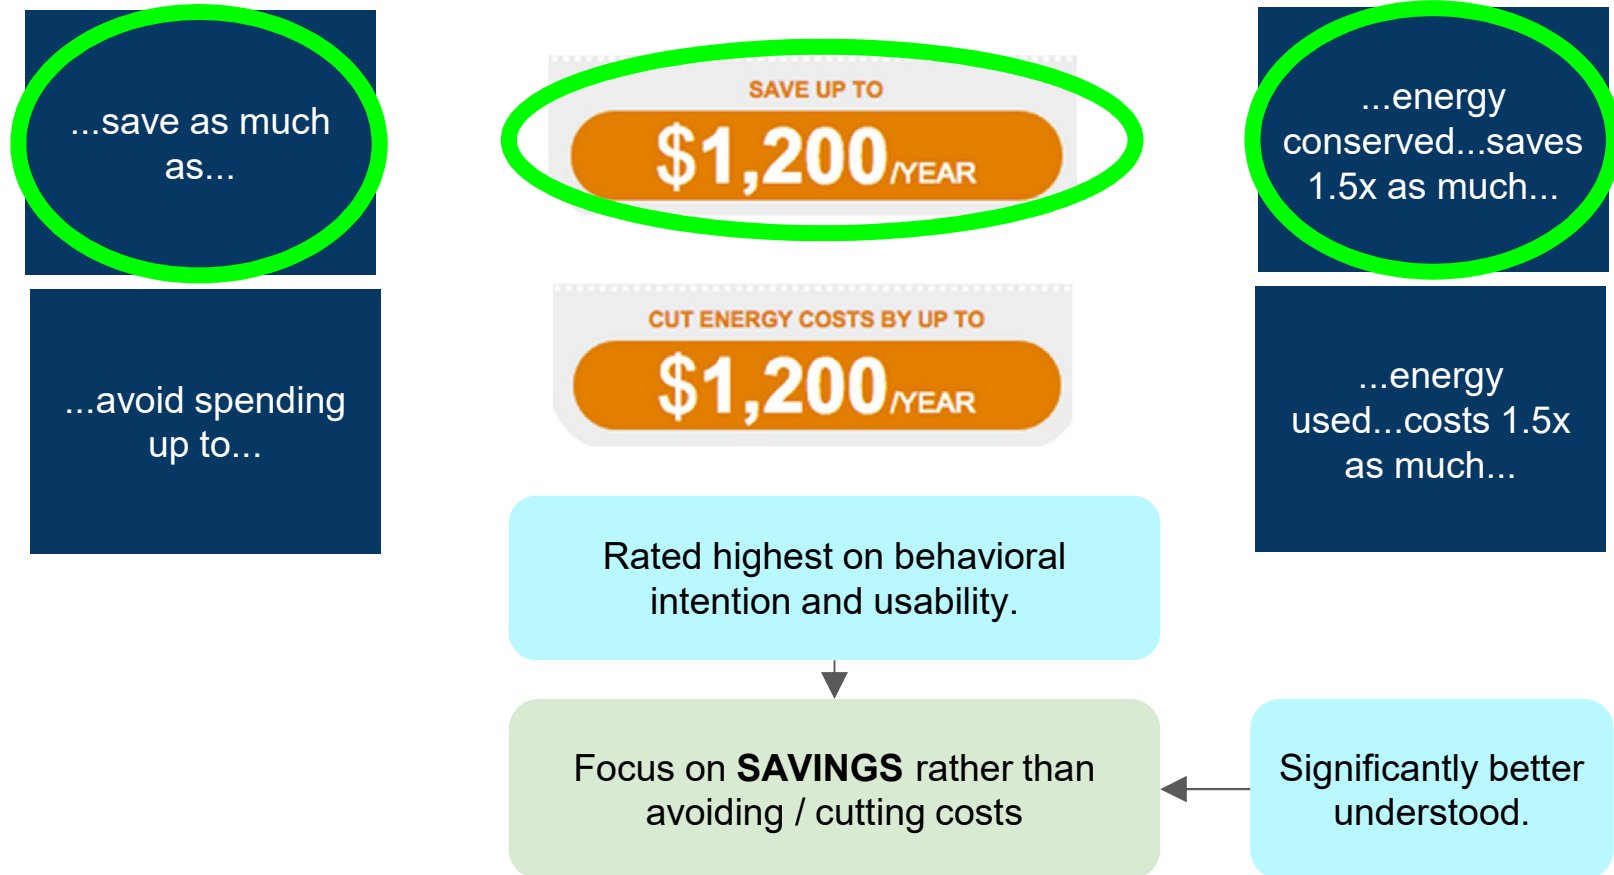 ...save as much
as...
SAVE UP TO
$1,200/YEAR
...energy
conserved...saves
1.5x as much...
...avoid spending
up to...
CUT ENERGY COSTS BY UP TO
$1,200/YEAR
...energy
used...costs 1.5x
as much...
Rated highest on behavioral
intention and usability.
Focus on SAVINGS rather than
avoiding / cutting costs
Significantly better
understood.